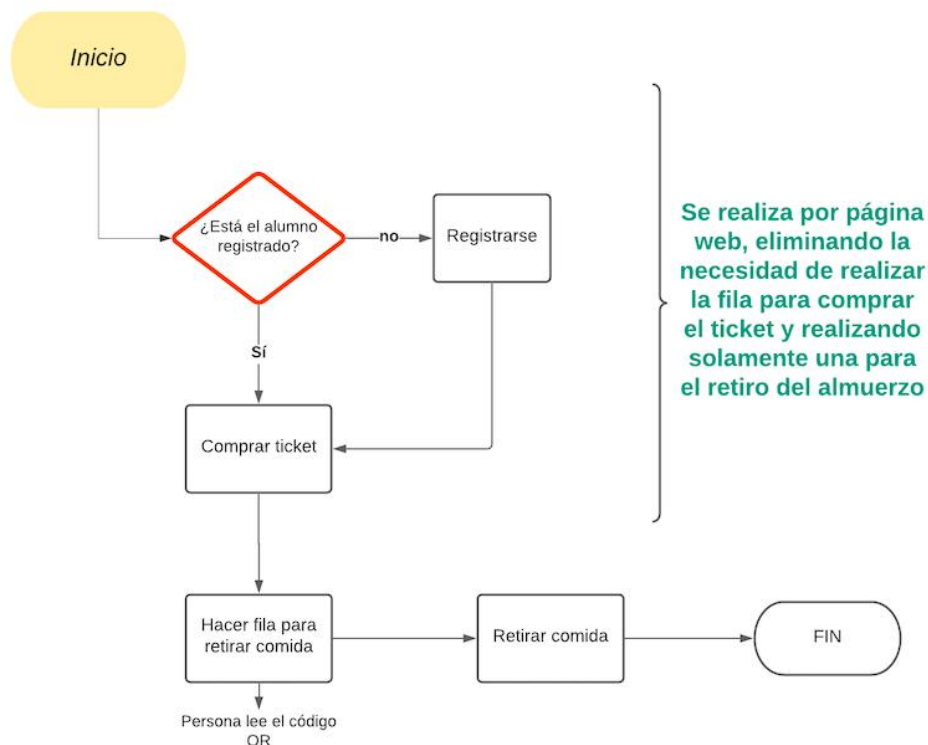 Inicio
¿Está el alumno
registrado?
no
Registrarse
Sí
Comprar ticket
Se realiza por página
web, eliminando la
necesidad de realizar
la fila para comprar
el ticket y realizando
solamente una para
el retiro del almuerzo
Hacer fila para
retirar comida
Retirar comida
FIN
Persona lee el código
QR